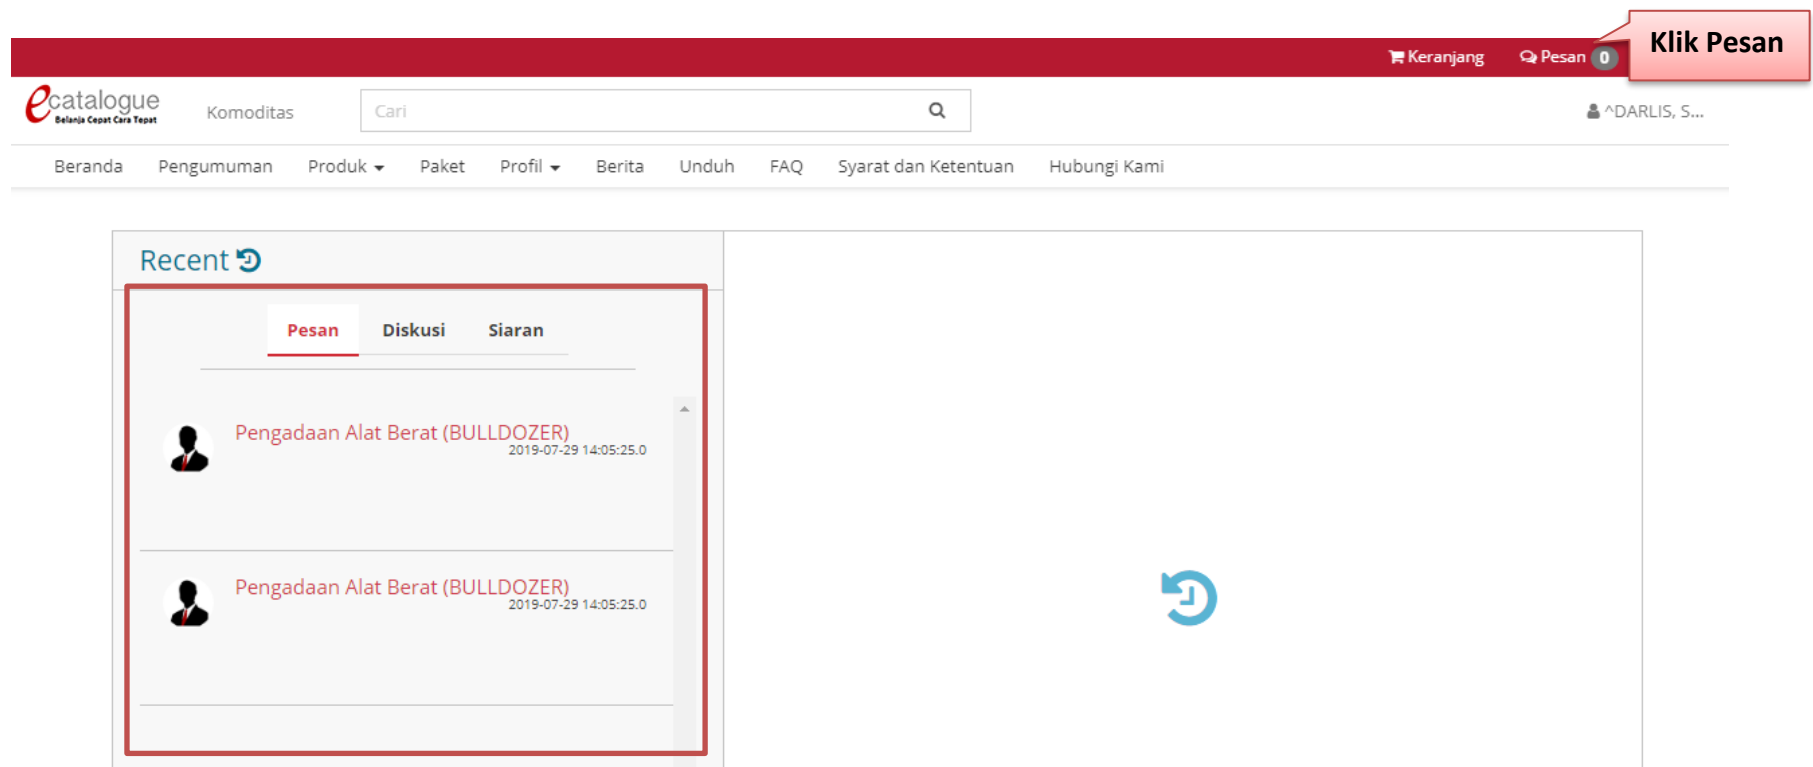 Klik Pesan
Keranjang Pesan 0
ecatalogue
Belanja Cepat Cara Tepat
Komoditas Cari ^DARLIS, S...
Beranda Pengumuman Produk Paket Profil Berita Unduh FAQ Syarat dan Ketentuan Hubungi Kami
Recent
Pesan Diskusi Siaran
Pengadaan Alat Berat (BULLDOZER)
2019-07-29 14:05:25.0
Pengadaan Alat Berat (BULLDOZER)
2019-07-29 14:05:25.0